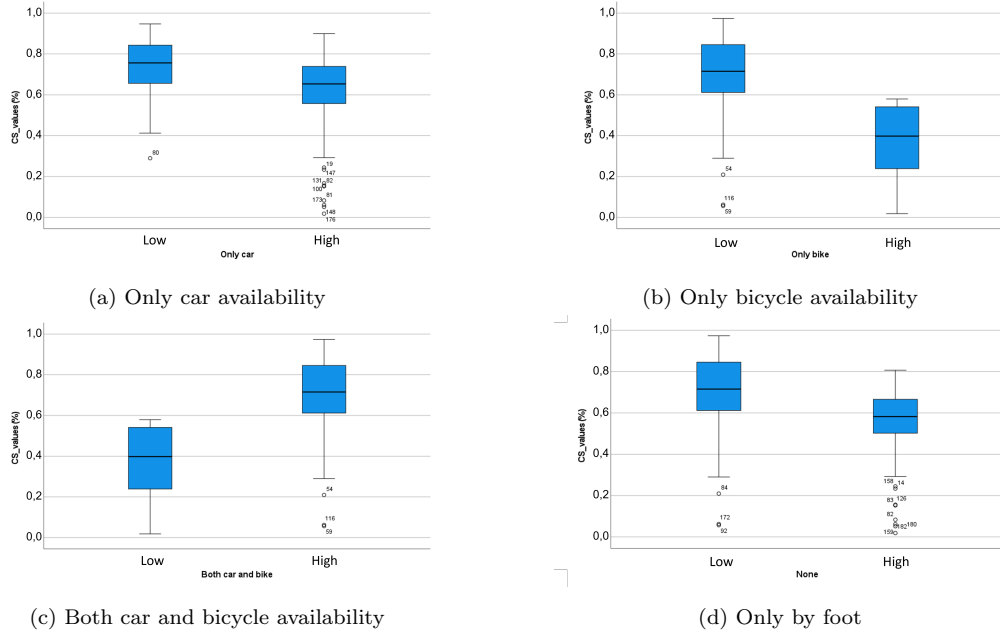 1,0
0,8
0,6
0,4
0,2
0,0
CS_values (%)
80
19
147
131 82
100
81
173
148
176
Low High
Only car
(a) Only car availability
1,0
0,8
0,6
0,4
0,2
0,0
CS_values (%)
54
116
59
Low High
Only bike
(b) Only bicycle availability
1,0
0,8
0,6
0,4
0,2
0,0
CS_values (%)
54
116
59
Low High
Both car and bike
(c) Both car and bicycle availability
1,0
0,8
0,6
0,4
0,2
0,0
CS_values (%)
84
172
92
158 14
83 126
82
182 180
159
Low High
None
(d) Only by foot